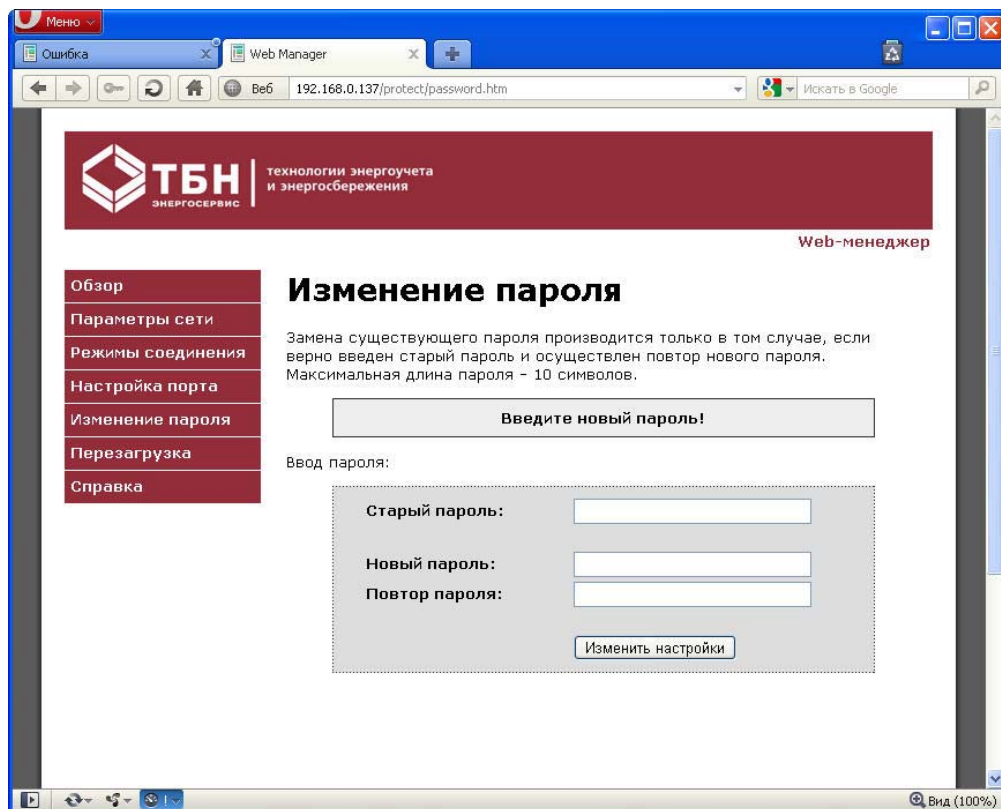 Меню
Ошибка
Web Manager
Веб
192.168.0.137/protect/password.htm
Искать в Google
ТБН
ЭНЕРГОСЕРВИС
технологии энергоучета
и энергосбережения
Web-менеджер
Обзор
Параметры сети
Режимы соединения
Настройка порта
Изменение пароля
Перезагрузка
Справка
Изменение пароля
Замена существующего пароля производится только в том случае, если
верно введен старый пароль и осуществлен повтор нового пароля.
Максимальная длина пароля - 10 символов.
Введите новый пароль!
Ввод пароля:
Старый пароль:
Новый пароль:
Повтор пароля:
Изменить настройки
Вид (100%)